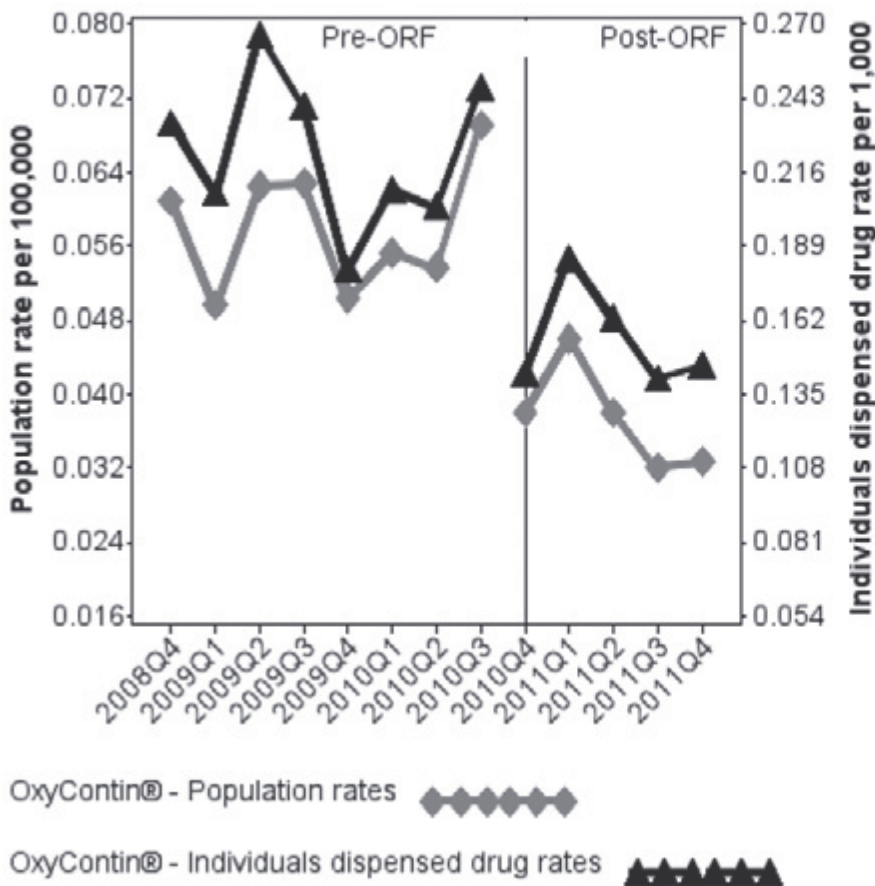 Pre-ORF Post-ORF
Population rate per 100,000
0.080
0.072
0.064
0.056
0.048
0.040
0.032
0.024
0.016
0.270
0.243
0.216
0.189
0.162
0.135
0.108
0.081
0.054
Individuals dispensed drug rate per 1,000
2008Q4
2009Q1
2009Q2
2009Q3
2009Q4
2010Q1
2010Q2
2010Q3
2010Q4
2011Q1
2011Q2
2011Q3
2011Q4
OxyContin® - Population rates
OxyContin® - Individuals dispensed drug rates